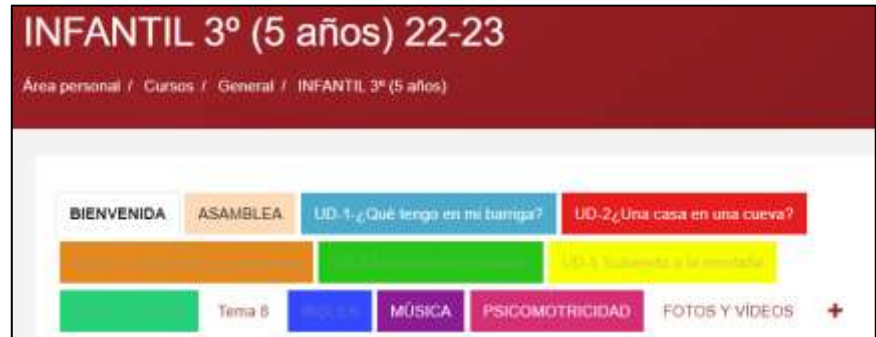 INFANTIL 3º (5 años) 22-23
Área personal / Cursos / General / INFANTIL 3º (5 años)
BIENVENIDA ASAMBLEA UD-1-¿Qué tengo en mi barriga? UD-2¿Una casa en una cueva?
UD-5 Subiendo a la montaña
Tema 8 INGLÉS MÚSICA PSICOMOTRICIDAD FOTOS Y VÍDEOS +